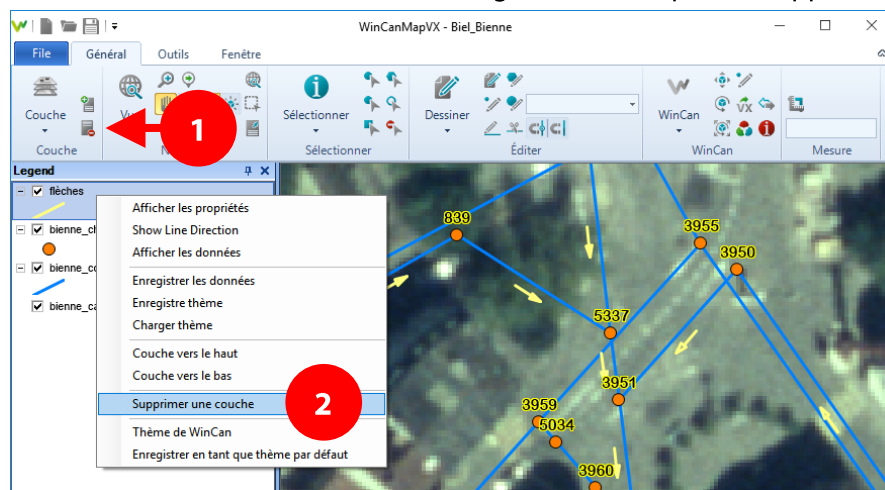 WinCanMapVX - Biel_Bienne
File Général Outils Fenêtre
Couche
Sélectionner
Dessiner
WinCan
1
Couche
Sélectionner
Éditer
WinCan
Mesure
Legend
flèches
Afficher les propriétés
Show Line Direction
Afficher les données
Enregistrer les données
Enregistre thème
Charger thème
Couche vers le haut
Couche vers le bas
Supprimer une couche
2
Thème de WinCan
Enregistrer en tant que thème par défaut
839
3955
3950
5337
3951
3959
5034
3960